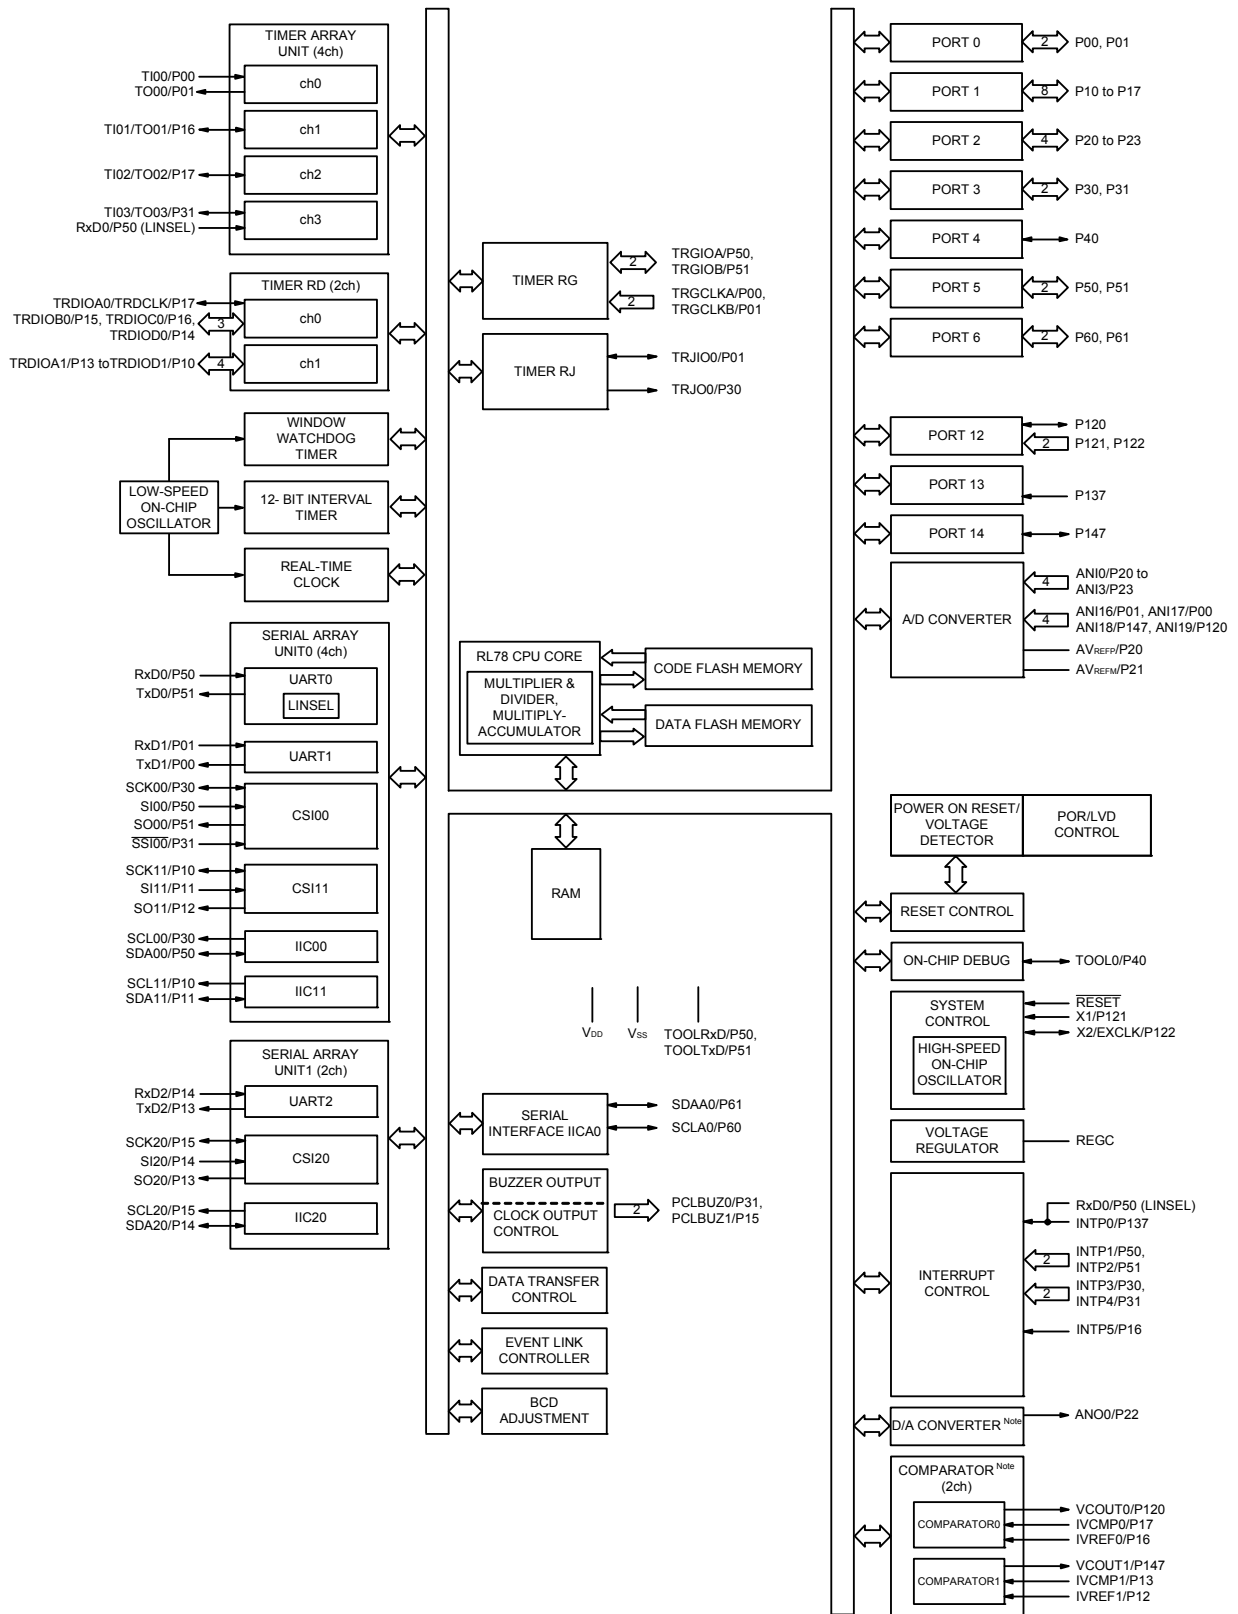 TIMER ARRAY
UNIT (4ch)
TI00/P00
TO00/P01
ch0
TI01/TO01/P16
ch1
TI02/TO02/P17
ch2
TI03/TO03/P31
RxD0/P50 (LINSEL)
ch3
TIMER RD (2ch)
TRDIOA0/TRDCLK/P17
TRDIOB0/P15, TRDIOC0/P16,
TRDIOD0/P14
3
ch0
TRDIOA1/P13 toTRDIOD1/P10
4
ch1
WINDOW
WATCHDOG
TIMER
LOW-SPEED
ON-CHIP
OSCILLATOR
12- BIT INTERVAL
TIMER
REAL-TIME
CLOCK
SERIAL ARRAY
UNIT0 (4ch)
RxD0/P50
TxD0/P51
UART0
LINSEL
RxD1/P01
TxD1/P00
UART1
SCK00/P30
SI00/P50
SO00/P51
SSI00/P31
CSI00
SCK11/P10
SI11/P11
SO11/P12
CSI11
SCL00/P30
SDA00/P50
IIC00
SCL11/P10
SDA11/P11
IIC11
SERIAL ARRAY
UNIT1 (2ch)
RxD2/P14
TxD2/P13
UART2
SCK20/P15
SI20/P14
SO20/P13
CSI20
SCL20/P15
SDA20/P14
IIC20
TIMER RG
2
TRGIOA/P50,
TRGIOB/P51
2
TRGCLKA/P00,
TRGCLKB/P01
TIMER RJ
TRJIO0/P01
TRJO0/P30
RL78 CPU CORE
MULTIPLIER &
DIVIDER,
MULITIPLY-
ACCUMULATOR
CODE FLASH MEMORY
DATA FLASH MEMORY
RAM
VDD
VSS
TOOLRxD/P50,
TOOLTxD/P51
SERIAL
INTERFACE IICA0
SDAA0/P61
SCLA0/P60
BUZZER OUTPUT
CLOCK OUTPUT
CONTROL
2
PCLBUZ0/P31,
PCLBUZ1/P15
DATA TRANSFER
CONTROL
EVENT LINK
CONTROLLER
BCD
ADJUSTMENT
PORT 0
2
P00, P01
PORT 1
8
P10 to P17
PORT 2
4
P20 to P23
PORT 3
2
P30, P31
PORT 4
P40
PORT 5
2
P50, P51
PORT 6
2
P60, P61
PORT 12
P120
2
P121, P122
PORT 13
P137
PORT 14
P147
A/D CONVERTER
4
ANI0/P20 to
ANI3/P23
4
ANI16/P01, ANI17/P00
ANI18/P147, ANI19/P120
AVREFP/P20
AVREFM/P21
POWER ON RESET/
VOLTAGE
DETECTOR
POR/LVD
CONTROL
RESET CONTROL
ON-CHIP DEBUG
TOOL0/P40
SYSTEM
CONTROL
HIGH-SPEED
ON-CHIP
OSCILLATOR
RESET
X1/P121
X2/EXCLK/P122
VOLTAGE
REGULATOR
REGC
INTERRUPT
CONTROL
RxD0/P50 (LINSEL)
INTP0/P137
2
INTP1/P50,
INTP2/P51
2
INTP3/P30,
INTP4/P31
INTP5/P16
D/A CONVERTER Note
ANO0/P22
COMPARATOR Note
(2ch)
COMPARATOR0
VCOUT0/P120
IVCMP0/P17
IVREF0/P16
COMPARATOR1
VCOUT1/P147
IVCMP1/P13
IVREF1/P12